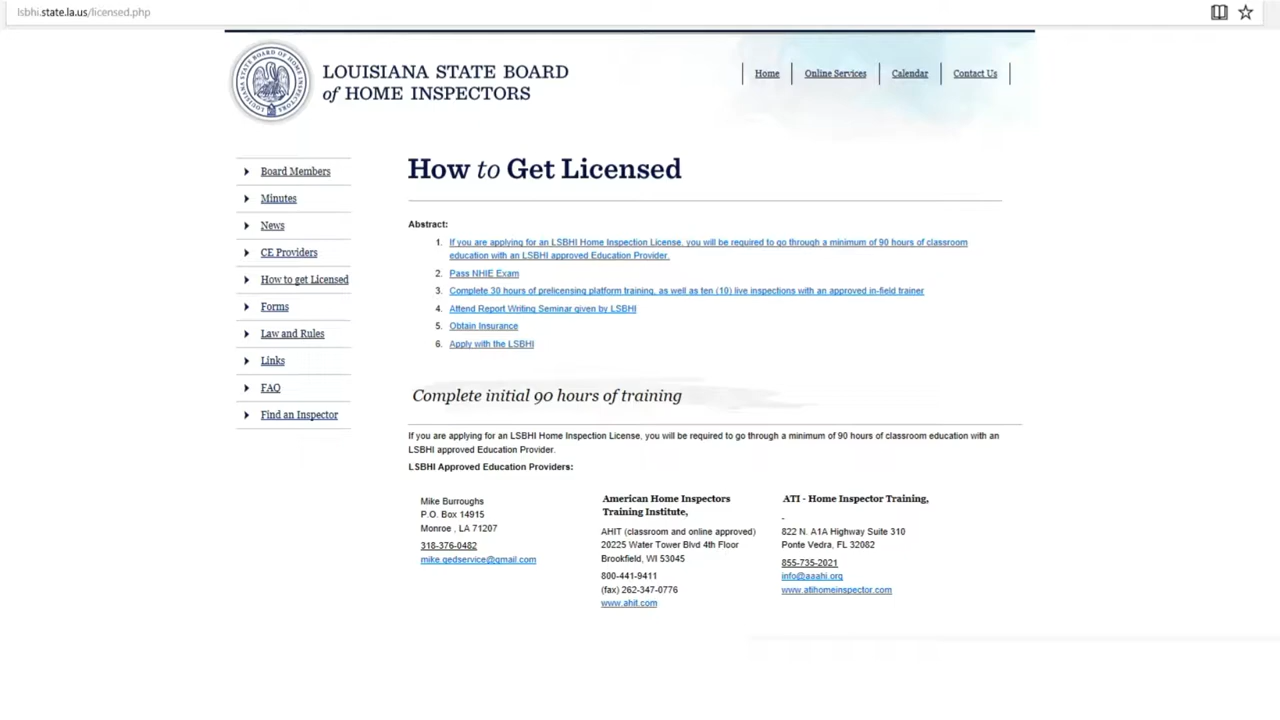 lsbhi.state.la.us/licensed.php
LOUISIANA STATE BOARD
of HOME INSPECTORS
Home
Online Services
Calendar
Contact Us
Board Members
Minutes
News
CE Providers
How to get Licensed
Forms
Law and Rules
Links
FAQ
Find an Inspector
How to Get Licensed
Abstract:
1. If you are applying for an LSBHI Home Inspection License, you will be required to go through a minimum of 90 hours of classroom
education with an LSBHI approved Education Provider.
2. Pass NHIE Exam
3. Complete 30 hours of prelicensing platform training, as well as ten (10) live inspections with an approved in-field trainer
4. Attend Report Writing Seminar given by LSBHI
5. Obtain Insurance
6. Apply with the LSBHI
Complete initial 90 hours of training
If you are applying for an LSBHI Home Inspection License, you will be required to go through a minimum of 90 hours of classroom education with an
LSBHI approved Education Provider.
LSBHI Approved Education Providers:
Mike Burroughs
P.O. Box 14915
Monroe , LA 71207
318-376-0482
mike.gedservice@gmail.com
American Home Inspectors
Training Institute,
AHIT (classroom and online approved)
20225 Water Tower Blvd 4th Floor
Brookfield, WI 53045
800-441-9411
(fax) 262-347-0776
www.ahit.com
ATI - Home Inspector Training,
-
822 N. A1A Highway Suite 310
Ponte Vedra, FL 32082
855-735-2021
info@aaahi.org
www.atihomeinspector.com